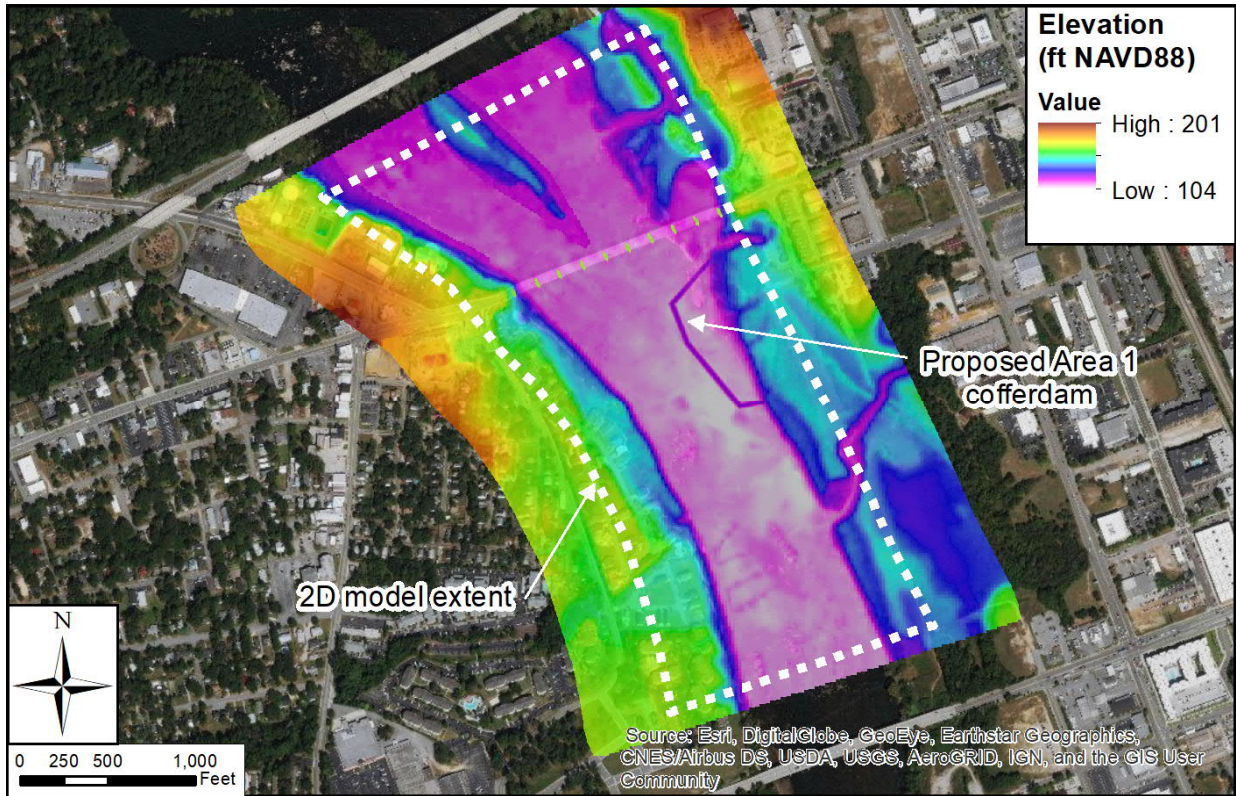 Elevation
(ft NAVD88)
Value
High : 201
Low : 104
Proposed Area 1
cofferdam
2D model extent
N
0 250 500 1,000
Feet
Source: Esri, DigitalGlobe, GeoEye, Earthstar Geographics,
CNES/Airbus DS, USDA, USGS, AeroGRID, IGN, and the GIS User
Community